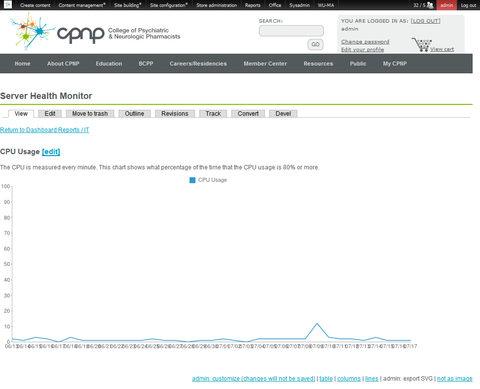 Create content Content management Site building Site configuration Store administration Reports Office Sysadmin WU-MA 32 / 5 admin Log out
cpnp College of Psychiatric & Neurologic Pharmacists
SEARCH:
GO
YOU ARE LOGGED IN AS: [LOG OUT]
admin
Change password
Edit your profile
View cart
Home About CPNP Education BCPP Careers/Residencies Member Center Resources Public My CPNP
Server Health Monitor
View Edit Move to trash Outline Revisions Track Convert Devel
Return to Dashboard Reports / IT
CPU Usage [edit]
The CPU is measured every minute. This chart shows what percentage of the time that the CPU usage is 80% or more.
CPU Usage
100
90
80
70
60
50
40
30
20
10
0
admin: customize (changes will not be saved) | table | columns | lines | admin: export SVG | not as image